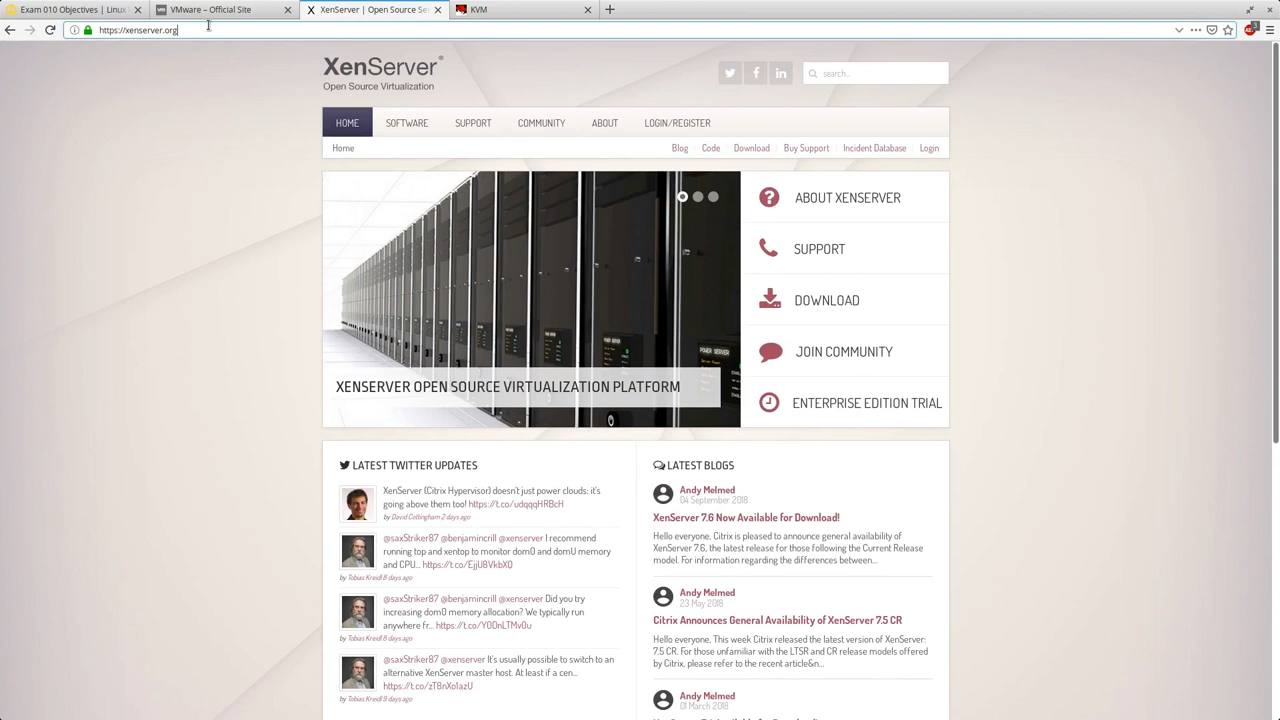 Exam 010 Objectives | Linux
VMware – Official Site
XenServer | Open Source Se
KVM
https://xenserver.org
3
XenServer®
Open Source Virtualization
search...
HOME
SOFTWARE
SUPPORT
COMMUNITY
ABOUT
LOGIN/REGISTER
Home
Blog
Code
Download
Buy Support
Incident Database
Login
XENSERVER OPEN SOURCE VIRTUALIZATION PLATFORM
ABOUT XENSERVER
SUPPORT
DOWNLOAD
JOIN COMMUNITY
ENTERPRISE EDITION TRIAL
LATEST TWITTER UPDATES
XenServer (Citrix Hypervisor) doesn't just power clouds: it's
going above them too! https://t.co/udqqqHRBcH
by David Cottingham 2 days ago
@saxStriker87 @benjamincrill @xenserver I recommend
running top and xentop to monitor dom0 and domU memory
and CPU... https://t.co/EjjU8VkbXQ
by Tobias Kreidl 8 days ago
@saxStriker87 @benjamincrill @xenserver Did you try
increasing dom0 memory allocation? We typically run
anywhere fr... https://t.co/Y0DnLTMv0u
by Tobias Kreidl 8 days ago
@saxStriker87 @xenserver It's usually possible to switch to an
alternative XenServer master host. At least if a cen...
https://t.co/zT8nXo1azU
by Tobias Kreidl 9 days ago
LATEST BLOGS
Andy Melmed
04 September 2018
XenServer 7.6 Now Available for Download!
Hello everyone, Citrix is pleased to announce general availability of
XenServer 7.6, the latest release for those following the Current Release
model. For information regarding the differences between...
Andy Melmed
23 May 2018
Citrix Announces General Availability of XenServer 7.5 CR
Hello everyone, This week Citrix released the latest version of XenServer:
7.5 CR. For those unfamiliar with the LTSR and CR release models offered
by Citrix, please refer to the recent article&n...
Andy Melmed
01 March 2018